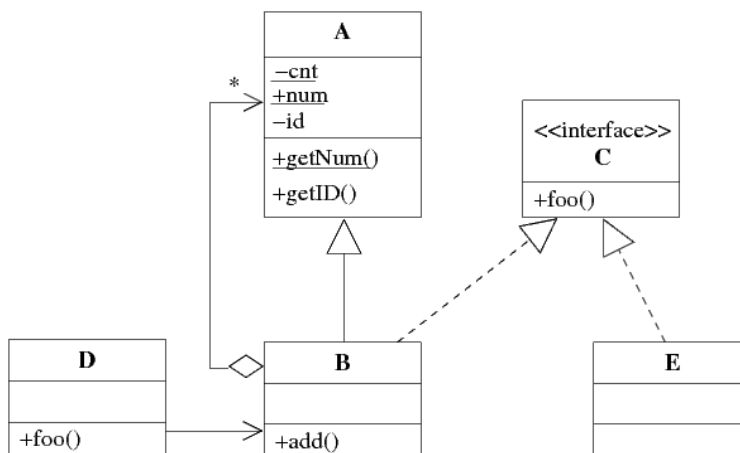 A
−cnt
+num
−id
+getNum()
+getID()
*
<<interface>>
C
+foo()
D
+foo()
B
+add()
E